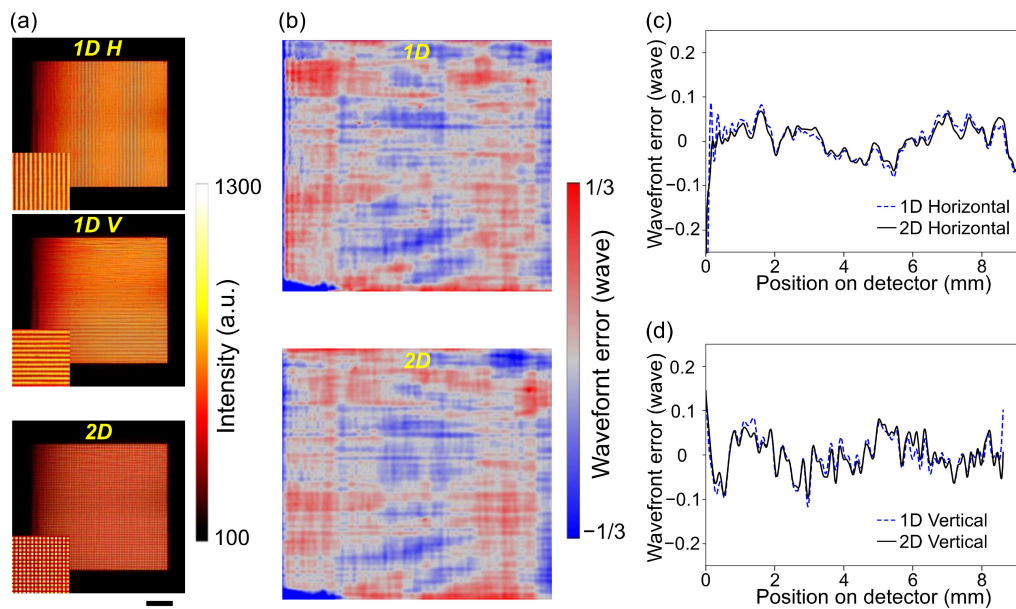 (a)
1D H
1D V
2D
1300
Intensity (a.u.)
100
(b)
1D
2D
1/3
Wavefornt error (wave)
−1/3
(c)
Wavefront error (wave)
0.2
0.1
0
−0.1
−0.2
1D Horizontal
2D Horizontal
0 2 4 6 8
Position on detector (mm)
(d)
Wavefront error (wave)
0.2
0.1
0
−0.1
−0.2
1D Vertical
2D Vertical
0 2 4 6 8
Position on detector (mm)